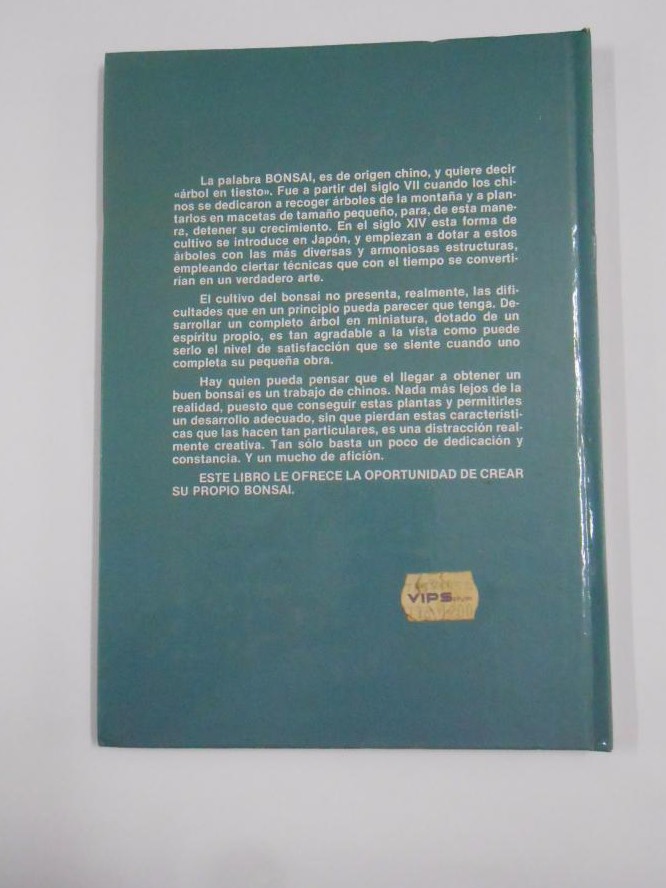 La palabra BONSAI, es de origen chino, y quiere decir
«árbol en tiesto». Fue a partir del siglo VII cuando los chi-
nos se dedicaron a recoger árboles de la montaña y a plan-
tarlos en macetas de tamaño pequeño, para, de esta mane-
ra, detener su crecimiento. En el siglo XIV esta forma de
cultivo se introduce en Japón, y empiezan a dotar a estos
árboles con las más diversas y armoniosas estructuras,
empleando ciertar técnicas que con el tiempo se converti-
rían en un verdadero arte.
El cultivo del bonsai no presenta, realmente, las difi-
cultades que en un principio pueda parecer que tenga. De-
sarrollar un completo árbol en miniatura, dotado de un
espíritu propio, es tan agradable a la vista como puede
serlo el nivel de satisfacción que se siente cuando uno
completa su pequeña obra.
Hay quien pueda pensar que el llegar a obtener un
buen bonsai es un trabajo de chinos. Nada más lejos de la
realidad, puesto que conseguir estas plantas y permitirles
un desarrollo adecuado, sin que pierdan estas característi-
cas que las hacen tan particulares, es una distracción real-
mente creativa. Tan sólo basta un poco de dedicación y
constancia. Y un mucho de afición.
ESTE LIBRO LE OFRECE LA OPORTUNIDAD DE CREAR
SU PROPIO BONSAI.
VIPS